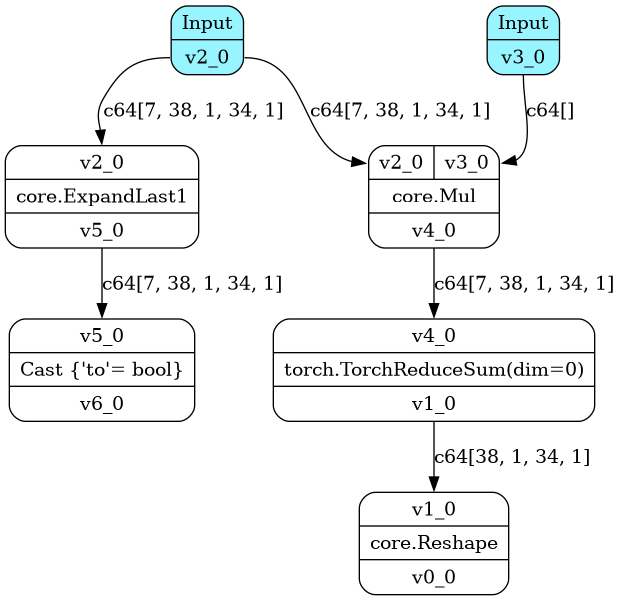 Input
v2_0
Input
v3_0
c64[7, 38, 1, 34, 1]
c64[7, 38, 1, 34, 1]
c64[]
v2_0
core.ExpandLast1
v5_0
v2_0 v3_0
core.Mul
v4_0
c64[7, 38, 1, 34, 1]
c64[7, 38, 1, 34, 1]
v5_0
Cast {'to'= bool}
v6_0
v4_0
torch.TorchReduceSum(dim=0)
v1_0
c64[38, 1, 34, 1]
v1_0
core.Reshape
v0_0